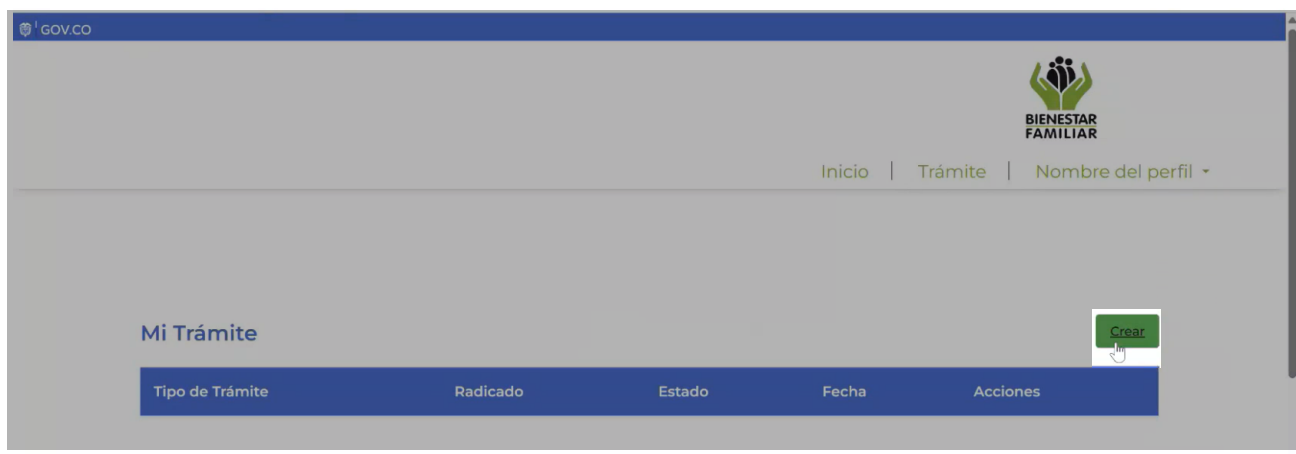 GOV.CO
BIENESTAR
FAMILIAR
Inicio | Trámite | Nombre del perfil
Mi Trámite
Crear
Tipo de Trámite Radicado Estado Fecha Acciones